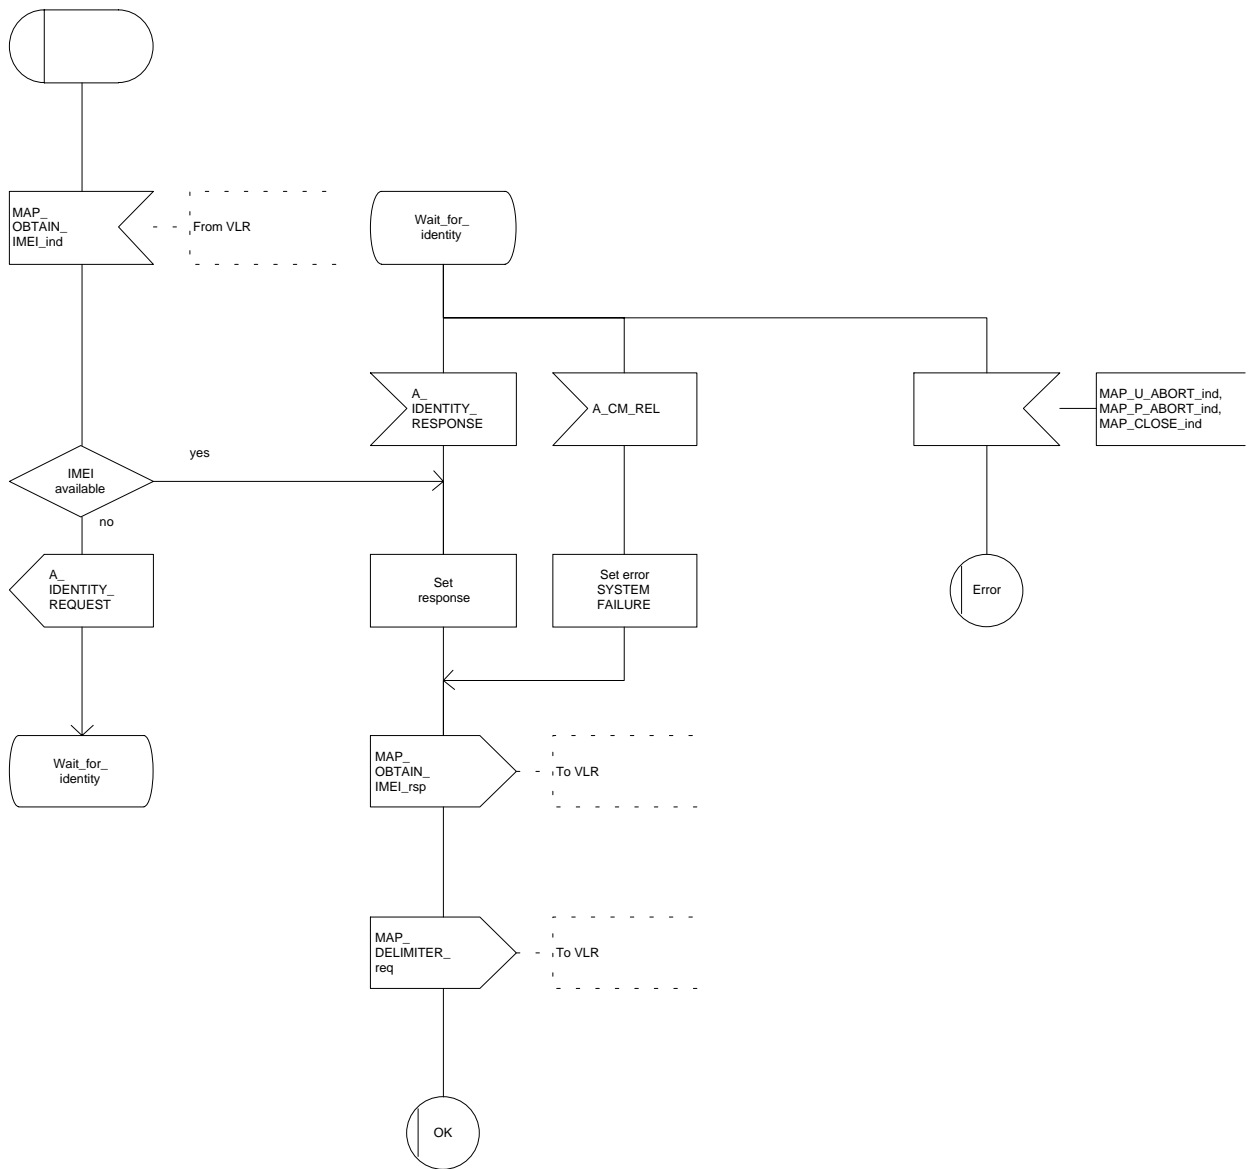 MAP_
OBTAIN_
IMEI_ind
From VLR
Wait_for_
identity
A_
IDENTITY_
RESPONSE
A_CM_REL
MAP_U_ABORT_ind,
MAP_P_ABORT_ind,
MAP_CLOSE_ind
IMEI
available
yes
no
A_
IDENTITY_
REQUEST
Set
response
Set error
SYSTEM
FAILURE
Error
Wait_for_
identity
MAP_
OBTAIN_
IMEI_rsp
To VLR
MAP_
DELIMITER_
req
To VLR
OK